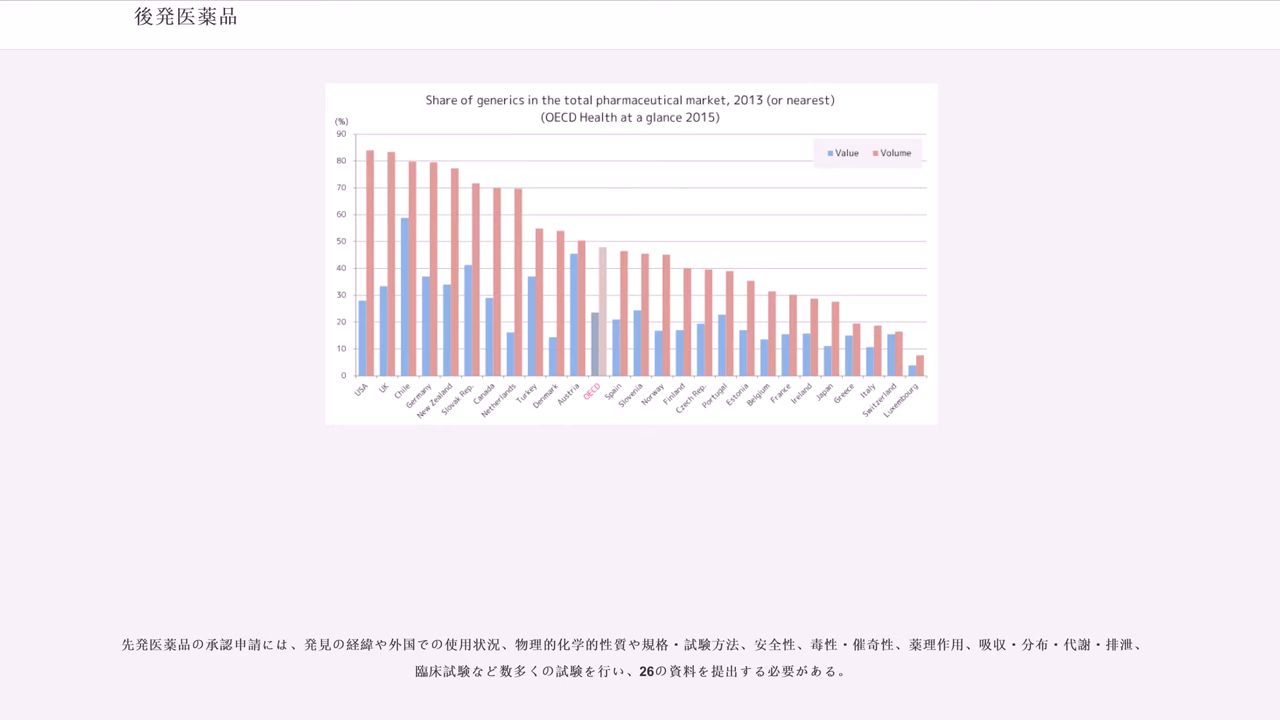 後発医薬品
Share of generics in the total pharmaceutical market, 2013 (or nearest)
(OECD Health at a glance 2015)
(%)
Value Volume
90
80
70
60
50
40
30
20
10
0
USA UK Chile Germany New Zealand Slovak Rep. Canada Netherlands Turkey Denmark Austria OECD Spain Slovenia Norway Finland Czech Rep. Portugal Estonia Belgium France Ireland Japan Greece Italy Switzerland Luxembourg
先発医薬品の承認申請には、発見の経緯や外国での使用状況、物理的化学的性質や規格・試験方法、安全性、毒性・催奇性、薬理作用、吸収・分布・代謝・排泄、
臨床試験など数多くの試験を行い、26の資料を提出する必要がある。